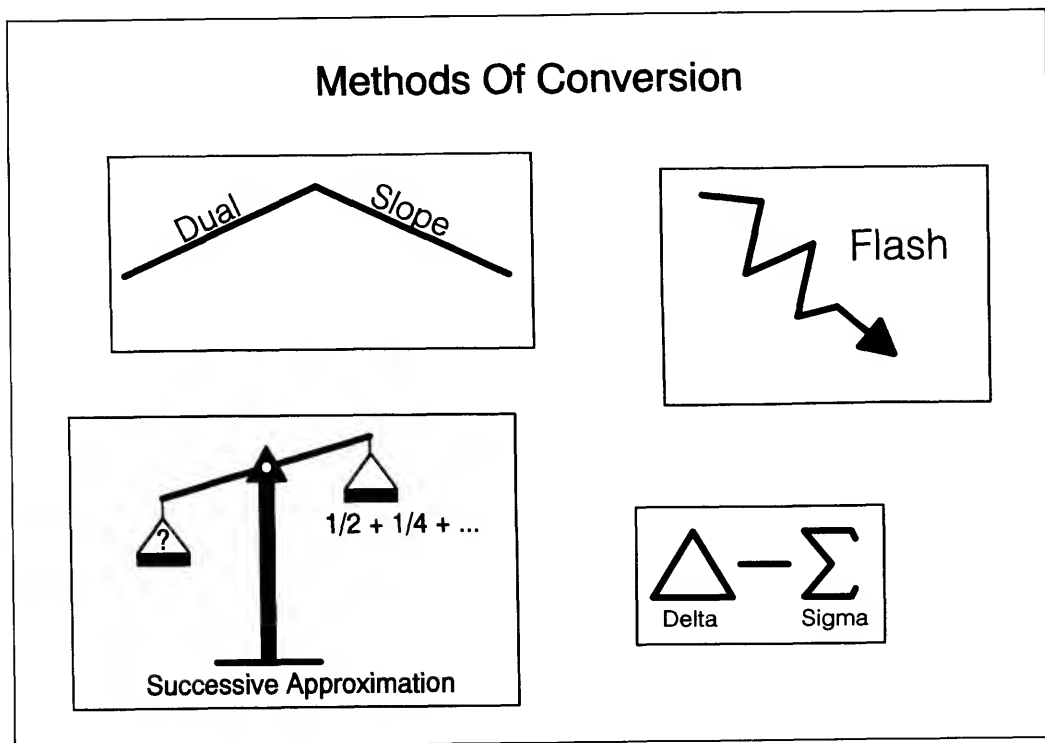 Methods Of Conversion
Dual Slope
Flash
?
1/2 + 1/4 + ...
Successive Approximation
Δ – Σ
Delta Sigma